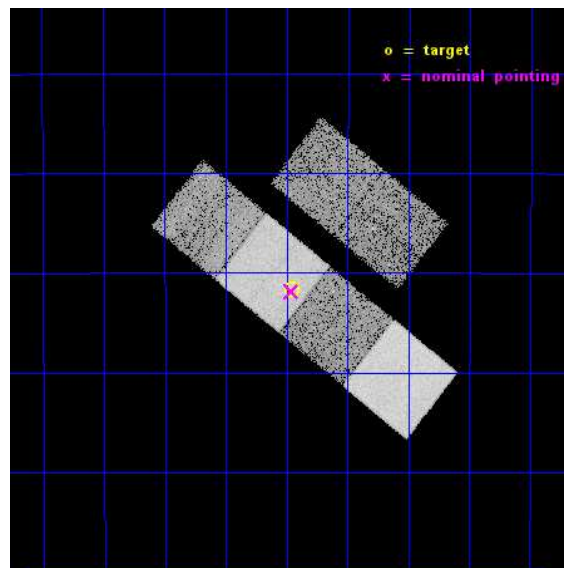 o = target
x = nominal pointing